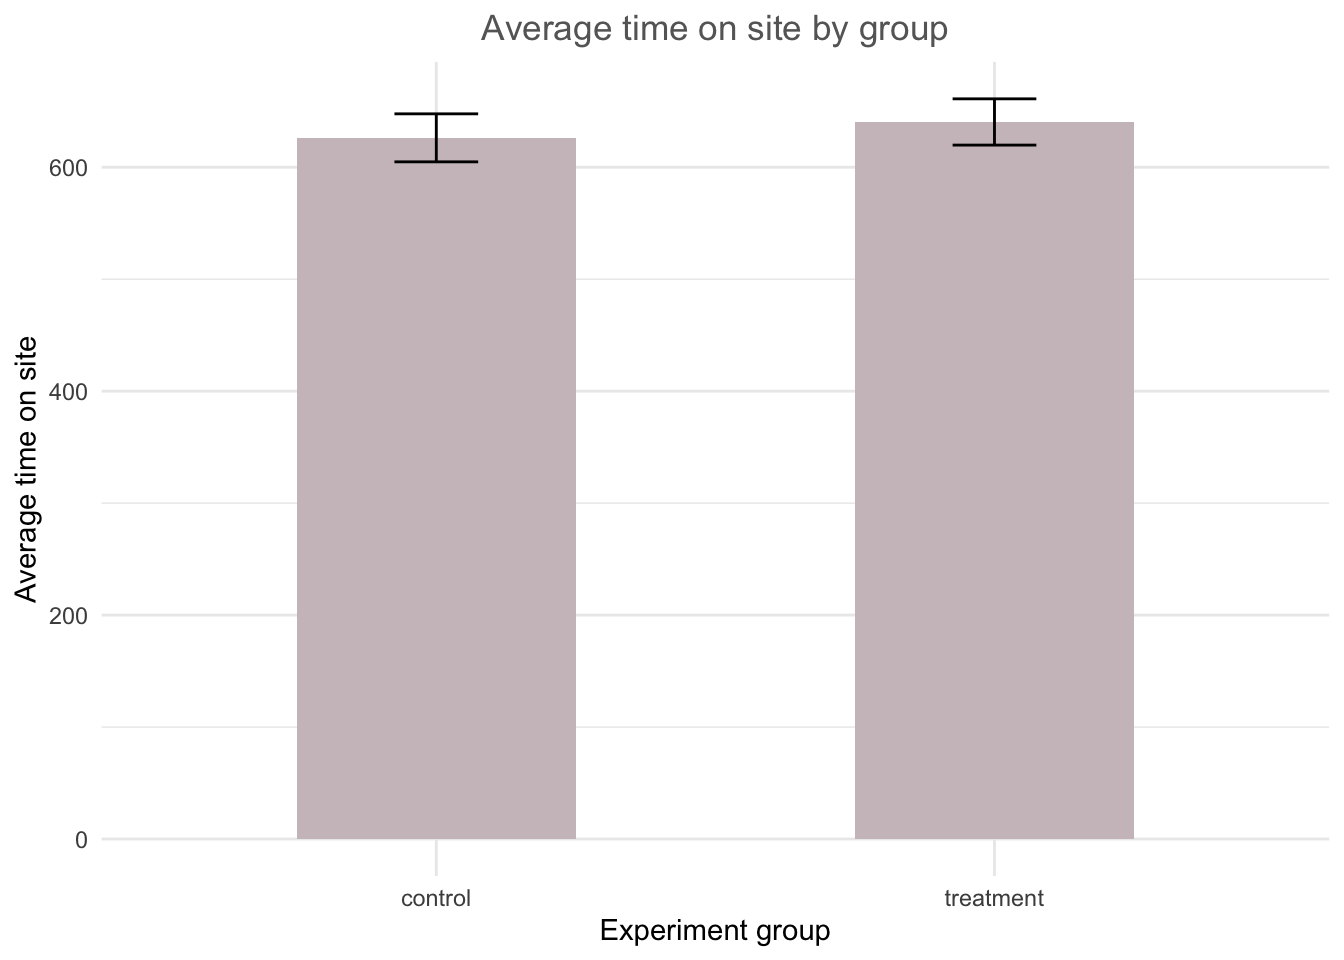 Average time on site by group
Average time on site
600
400
200
0
control treatment
Experiment group